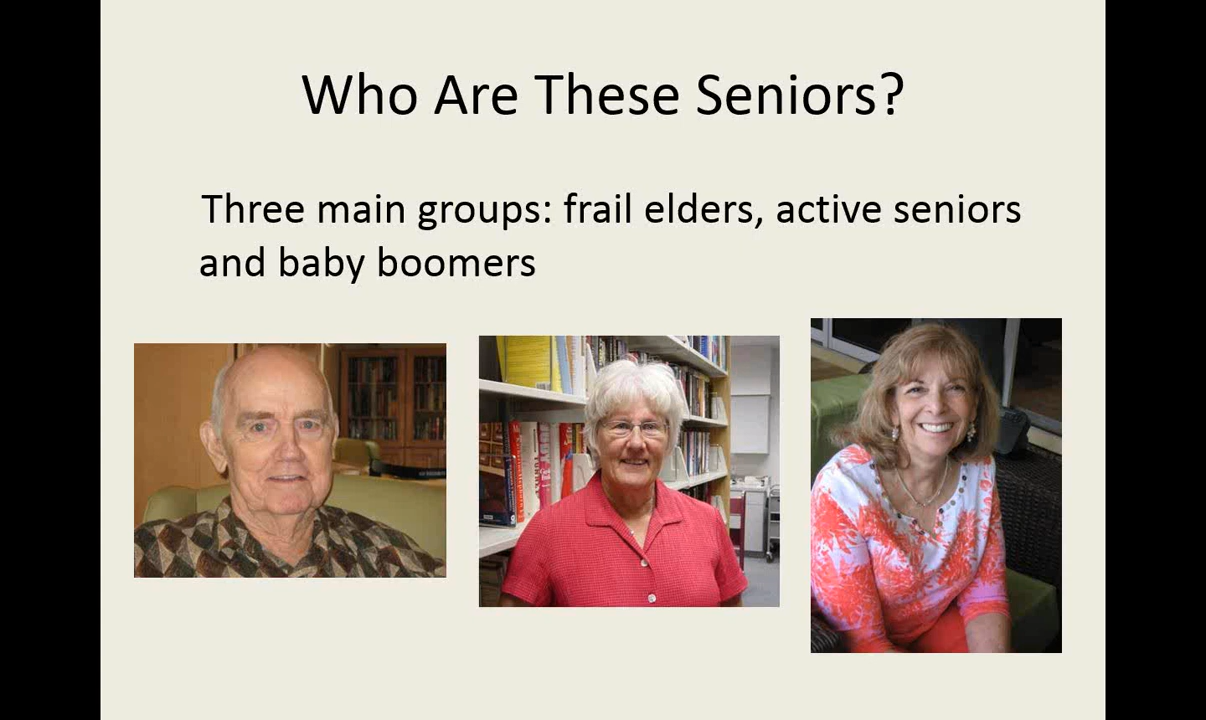 Who Are These Seniors?
Three main groups: frail elders, active seniors
and baby boomers